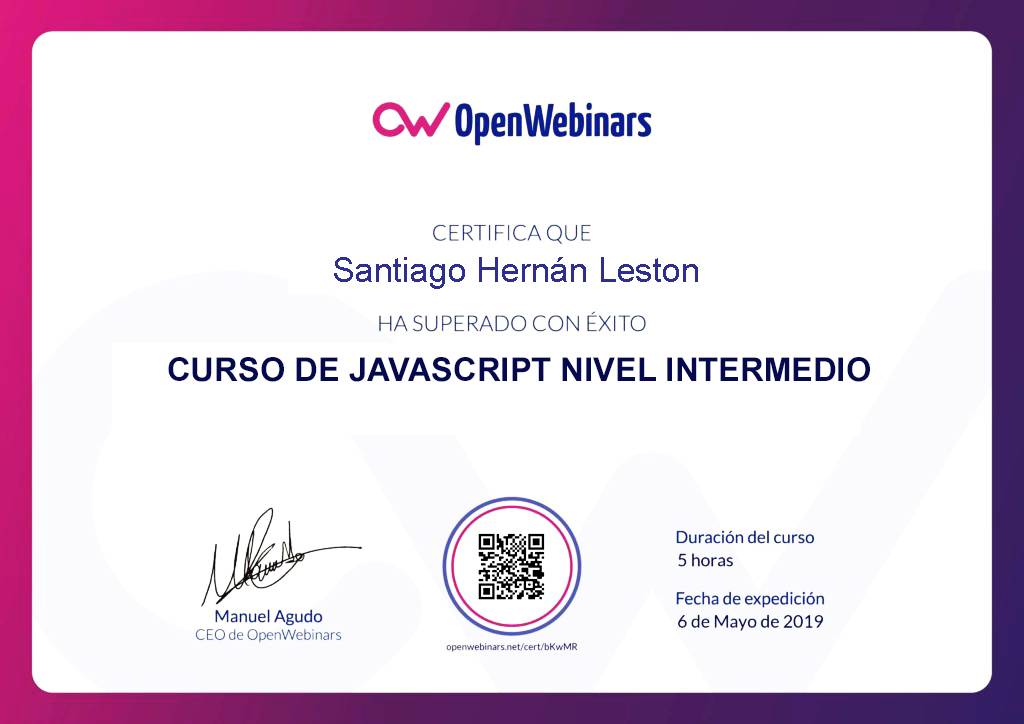 OpenWebinars
CERTIFICA QUE
Santiago Hernán Leston
HA SUPERADO CON ÉXITO
CURSO DE JAVASCRIPT NIVEL INTERMEDIO
Manuel Agudo
CEO de OpenWebinars
openwebinars.net/cert/bKwMR
Duración del curso
5 horas
Fecha de expedición
6 de Mayo de 2019